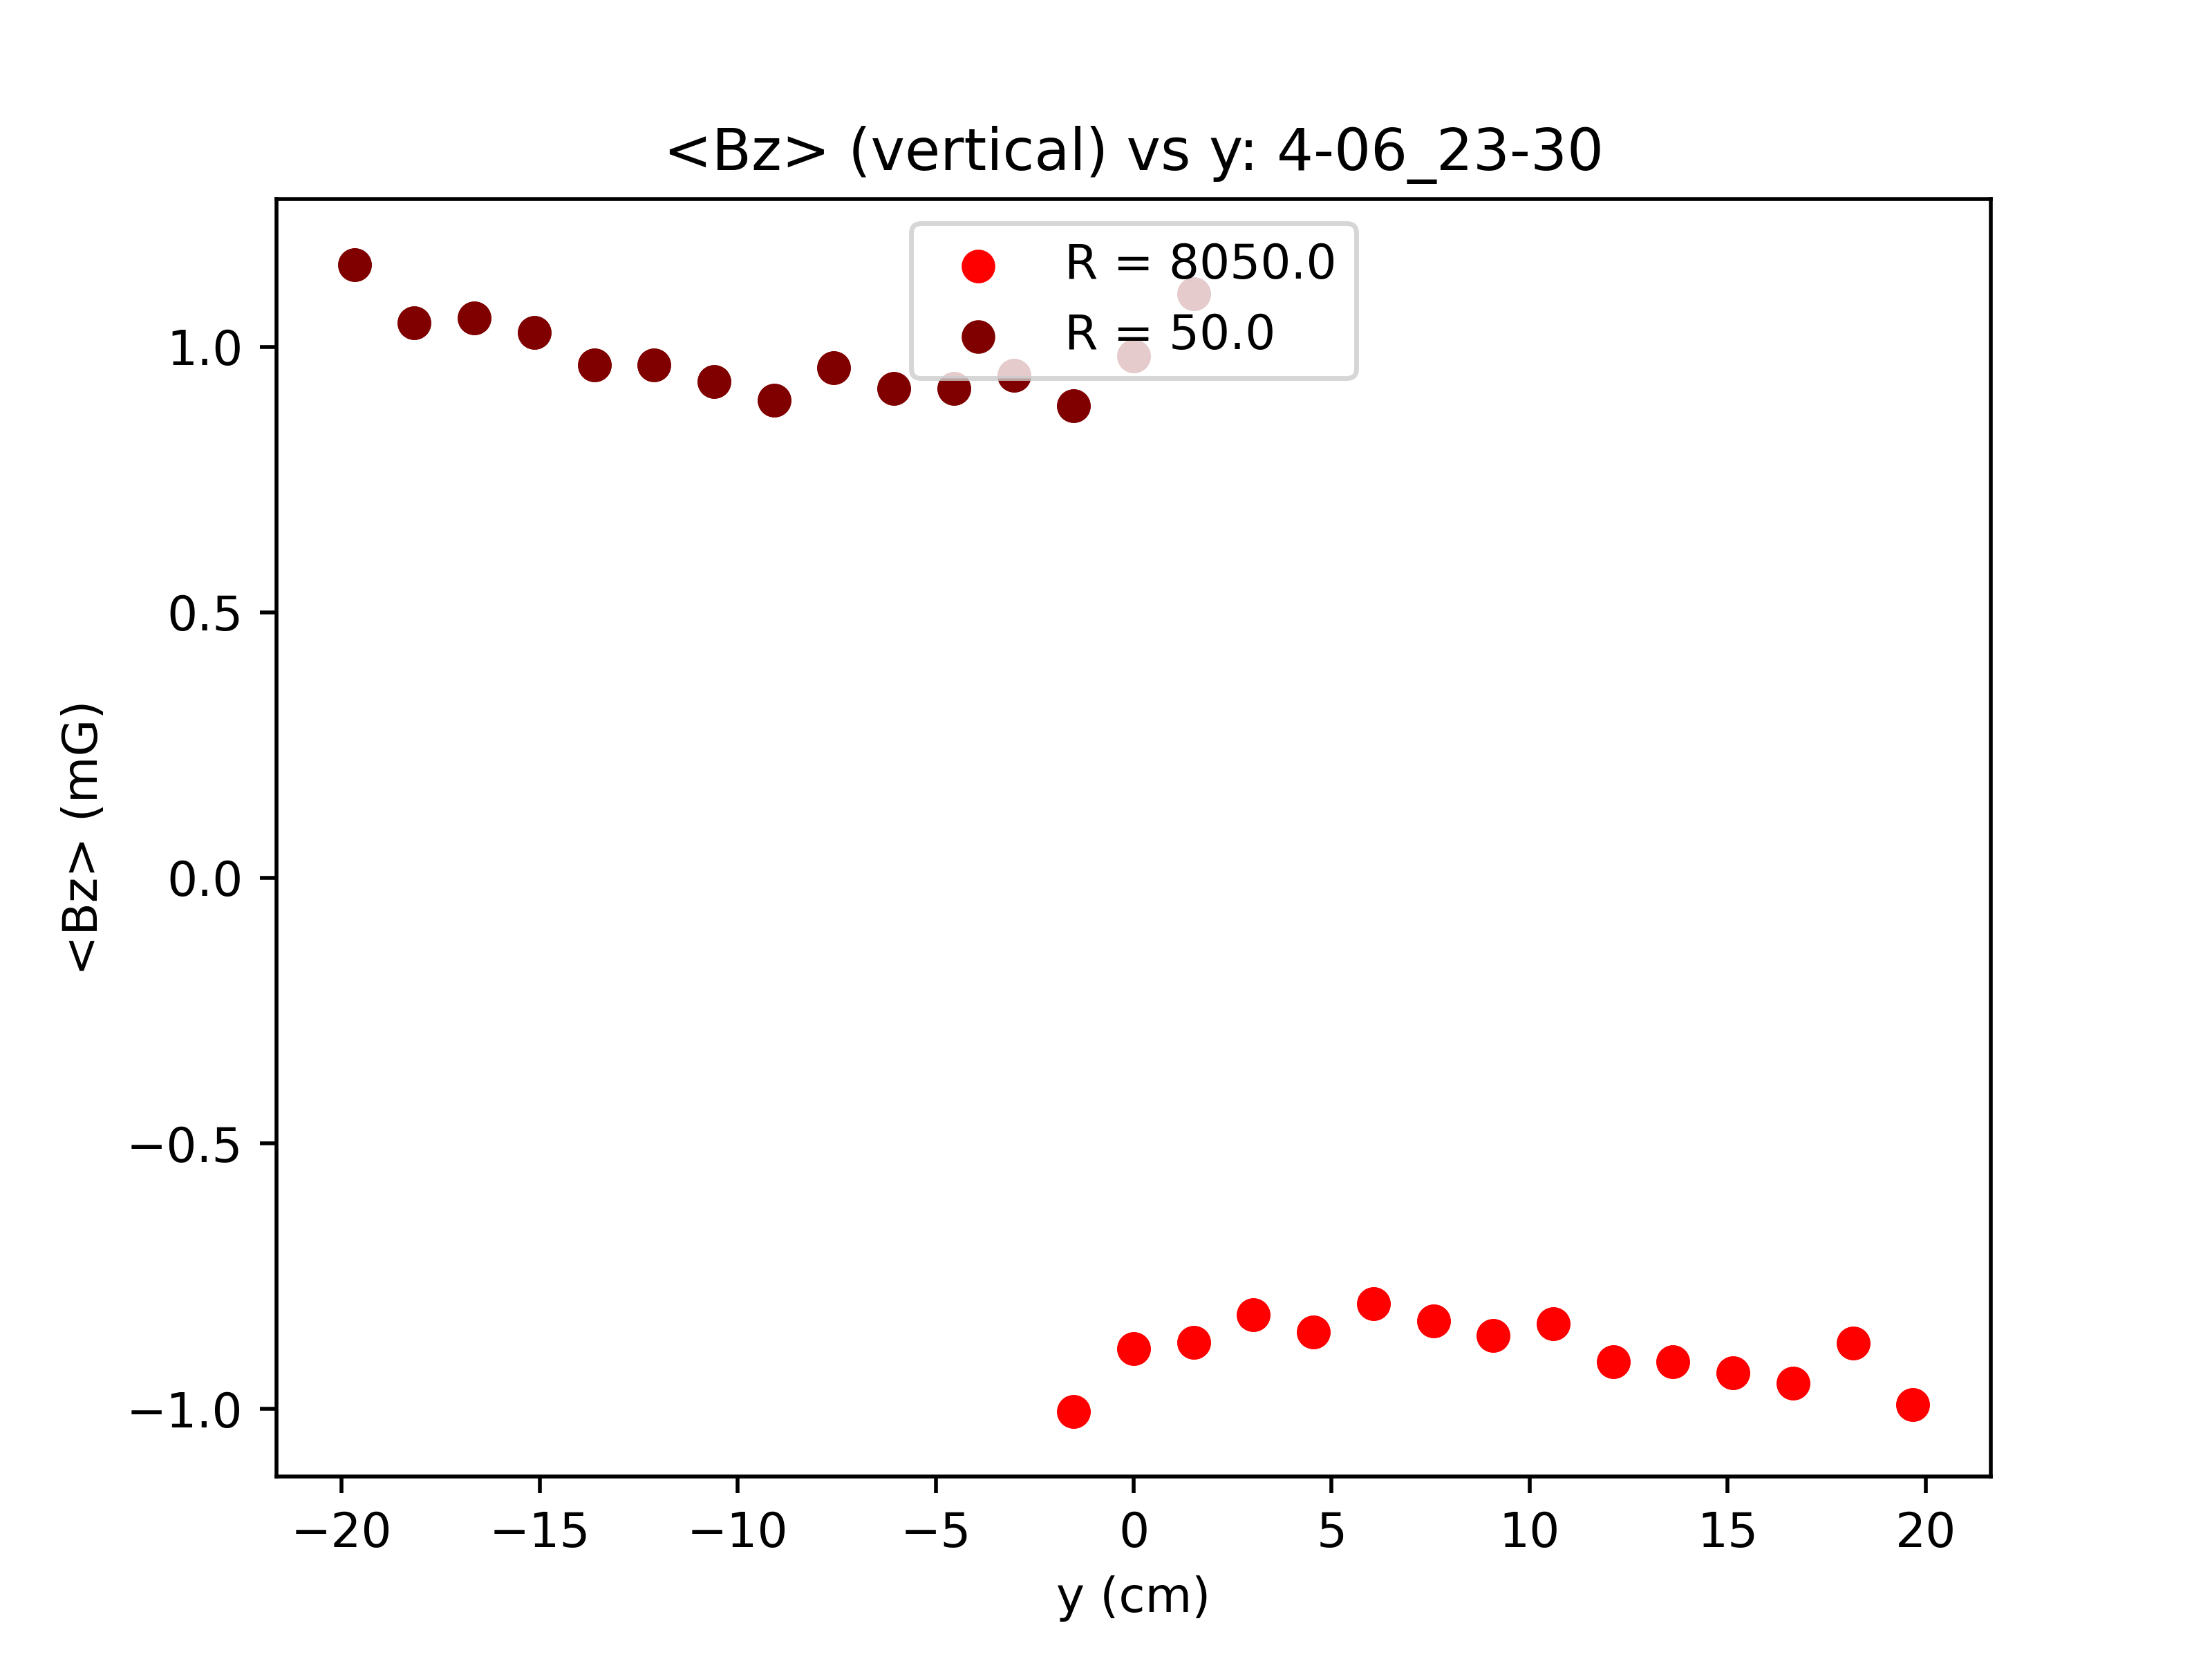 <Bz> (vertical) vs y: 4-06_23-30
R = 8050.0
R = 50.0
1.0
0.5
0.0
−0.5
−1.0
<Bz> (mG)
−20 −15 −10 −5 0 5 10 15 20
y (cm)